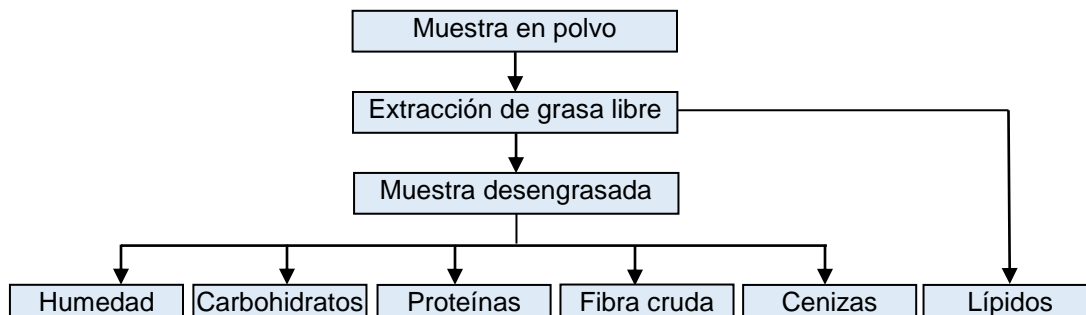 Muestra en polvo
Extracción de grasa libre
Muestra desengrasada
Humedad
Carbohidratos
Proteínas
Fibra cruda
Cenizas
Lípidos